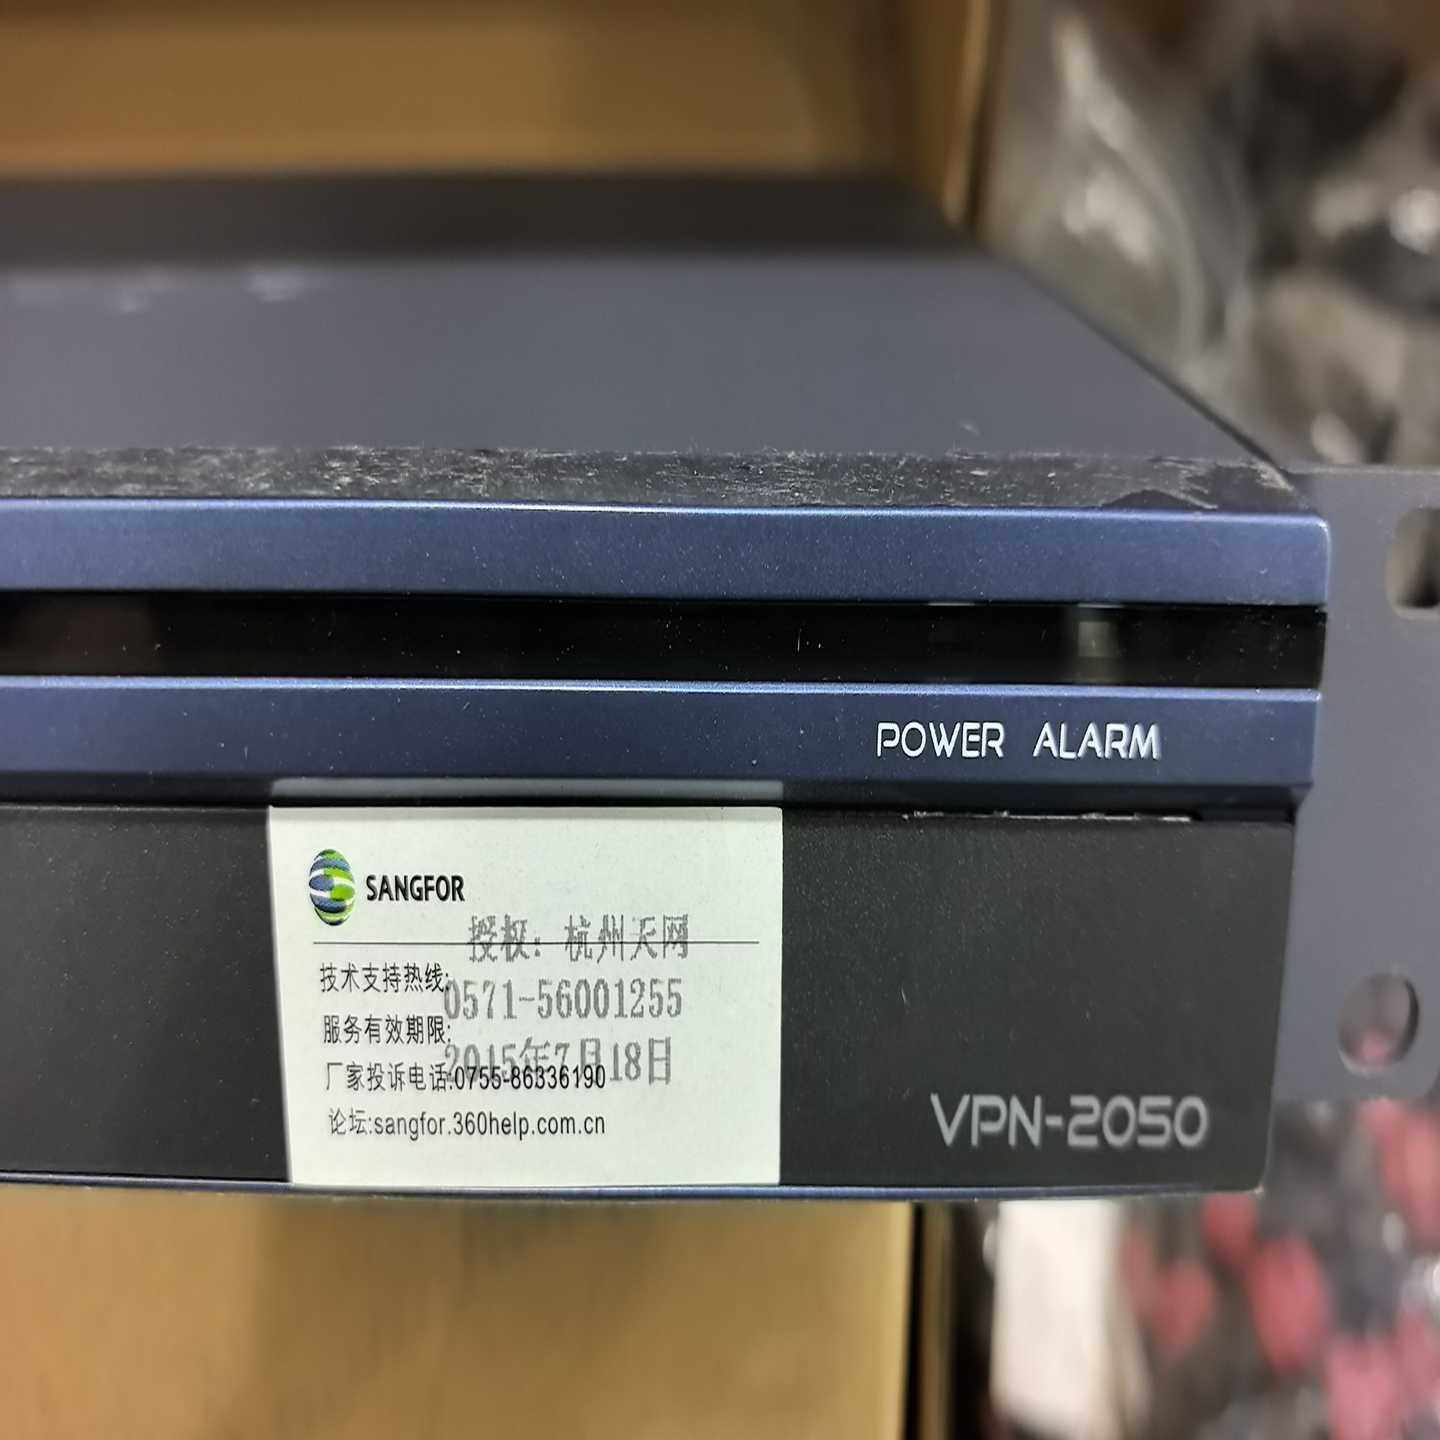 POWER ALARM
SANGFOR
授权：杭州天网
技术支持热线:
0571-56001255
服务有效期限:
2015年7月18日
厂家投诉电话:0755-86336190
论坛:sangfor.360help.com.cn
VPN-2050